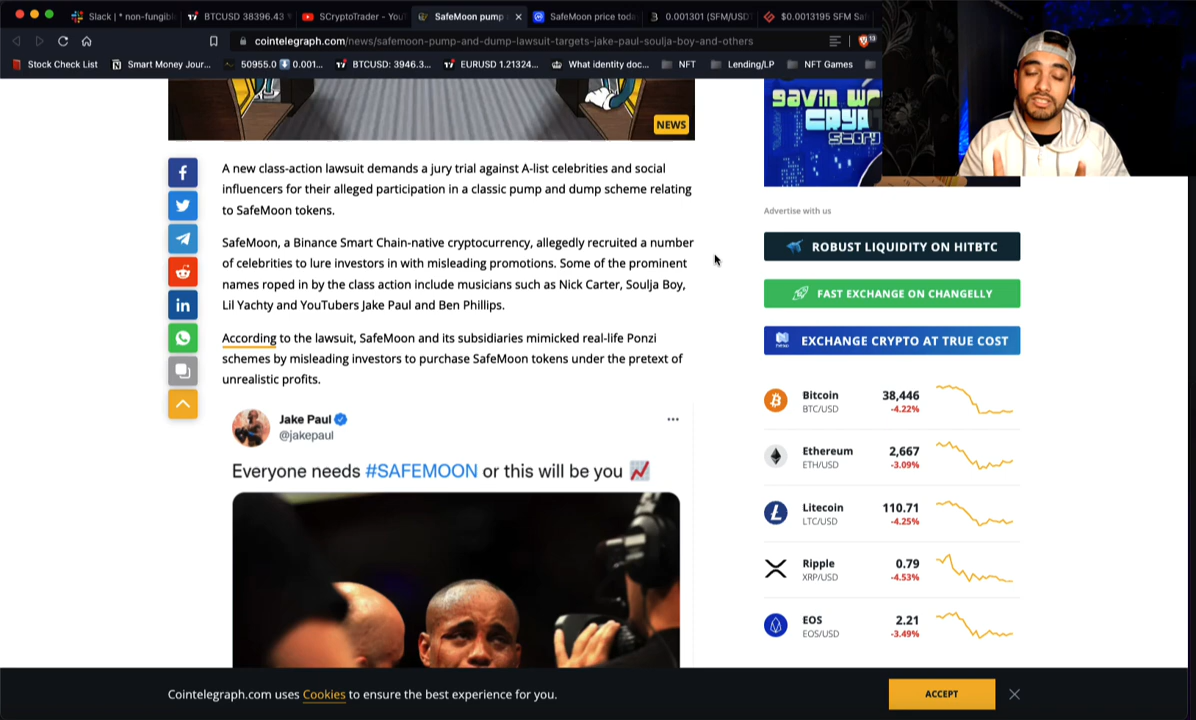 Slack | * non-fungibl
BTCUSD 38396.43
SCryptoTrader - YouT
SafeMoon pump
SafeMoon price toda
0.001301 (SFM/USD
$0.0013195 SFM Saf
cointelegraph.com/news/safemoon-pump-and-dump-lawsuit-targets-jake-paul-soulja-boy-and-others
13
Stock Check List
Smart Money Jour...
50955.0 0.001...
BTCUSD: 3946.3...
EURUSD 1.21324...
What identity doc...
NFT
Lending/LP
NFT Games
NEWS
gavin wo
CRYP
STORY
A new class-action lawsuit demands a jury trial against A-list celebrities and social
influencers for their alleged participation in a classic pump and dump scheme relating
to SafeMoon tokens.
SafeMoon, a Binance Smart Chain-native cryptocurrency, allegedly recruited a number
of celebrities to lure investors in with misleading promotions. Some of the prominent
names roped in by the class action include musicians such as Nick Carter, Soulja Boy,
Lil Yachty and YouTubers Jake Paul and Ben Phillips.
According to the lawsuit, SafeMoon and its subsidiaries mimicked real-life Ponzi
schemes by misleading investors to purchase SafeMoon tokens under the pretext of
unrealistic profits.
Jake Paul
@jakepaul
Everyone needs #SAFEMOON or this will be you 📈
Advertise with us
ROBUST LIQUIDITY ON HITBTC
FAST EXCHANGE ON CHANGELLY
EXCHANGE CRYPTO AT TRUE COST
Bitcoin 38,446
BTC/USD -4.22%
Ethereum 2,667
ETH/USD -3.09%
Litecoin 110.71
LTC/USD -4.25%
Ripple 0.79
XRP/USD -4.53%
EOS 2.21
EOS/USD -3.49%
Cointelegraph.com uses Cookies to ensure the best experience for you.
ACCEPT